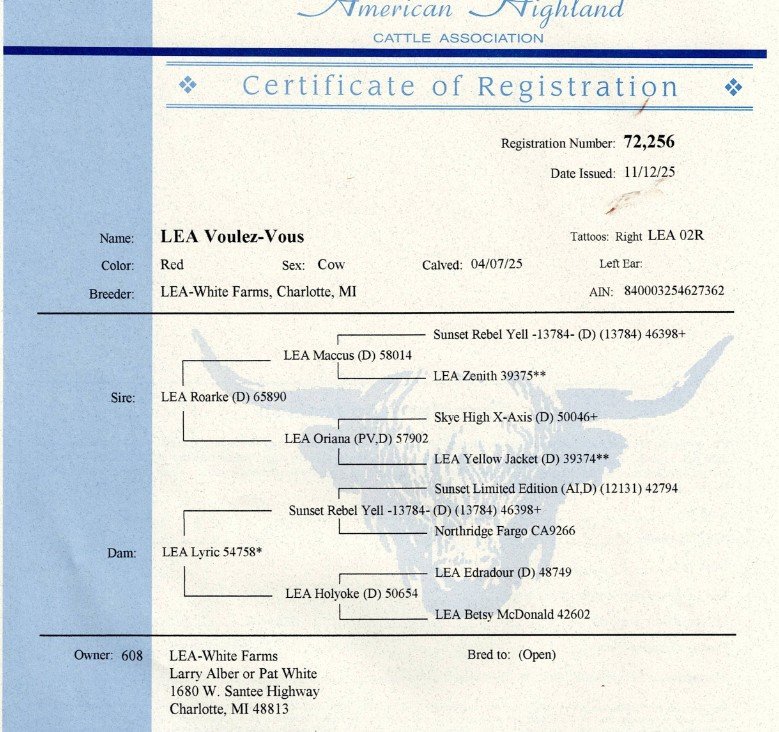 American Highland
CATTLE ASSOCIATION
Certificate of Registration
Registration Number: 72,256
Date Issued: 11/12/25
Name: LEA Voulez-Vous Tattoos: Right LEA 02R
Color: Red Sex: Cow Calved: 04/07/25 Left Ear:
Breeder: LEA-White Farms, Charlotte, MI AIN: 840003254627362
Sunset Rebel Yell -13784- (D) (13784) 46398+
LEA Maccus (D) 58014
LEA Zenith 39375**
Sire: LEA Roarke (D) 65890
Skye High X-Axis (D) 50046+
LEA Oriana (PV,D) 57902
LEA Yellow Jacket (D) 39374**
Sunset Limited Edition (AI,D) (12131) 42794
Sunset Rebel Yell -13784- (D) (13784) 46398+
Northridge Fargo CA9266
Dam: LEA Lyric 54758*
LEA Edradour (D) 48749
LEA Holyoke (D) 50654
LEA Betsy McDonald 42602
Owner: 608 LEA-White Farms Bred to: (Open)
Larry Alber or Pat White
1680 W. Santee Highway
Charlotte, MI 48813